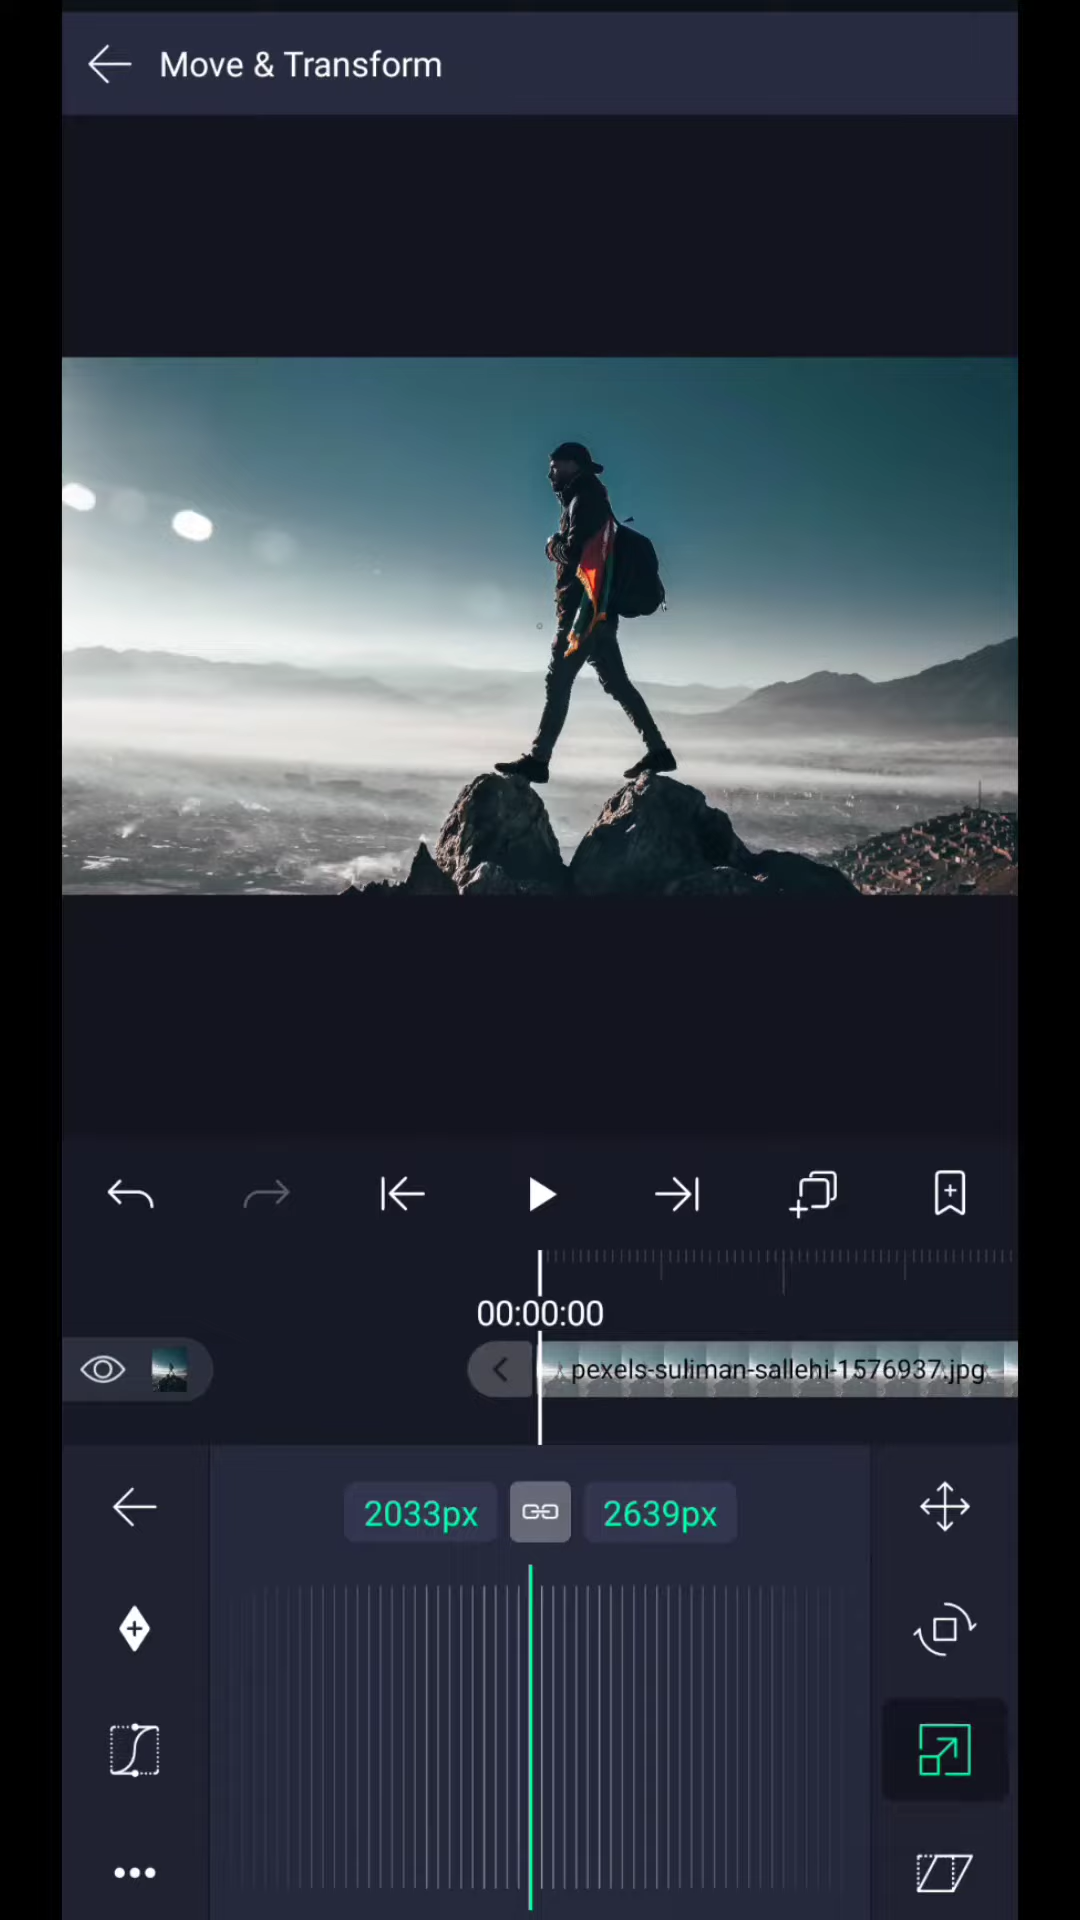 Move & Transform
00:00:00
pexels-suliman-sallehi-1576937.jpg
2033px
2639px